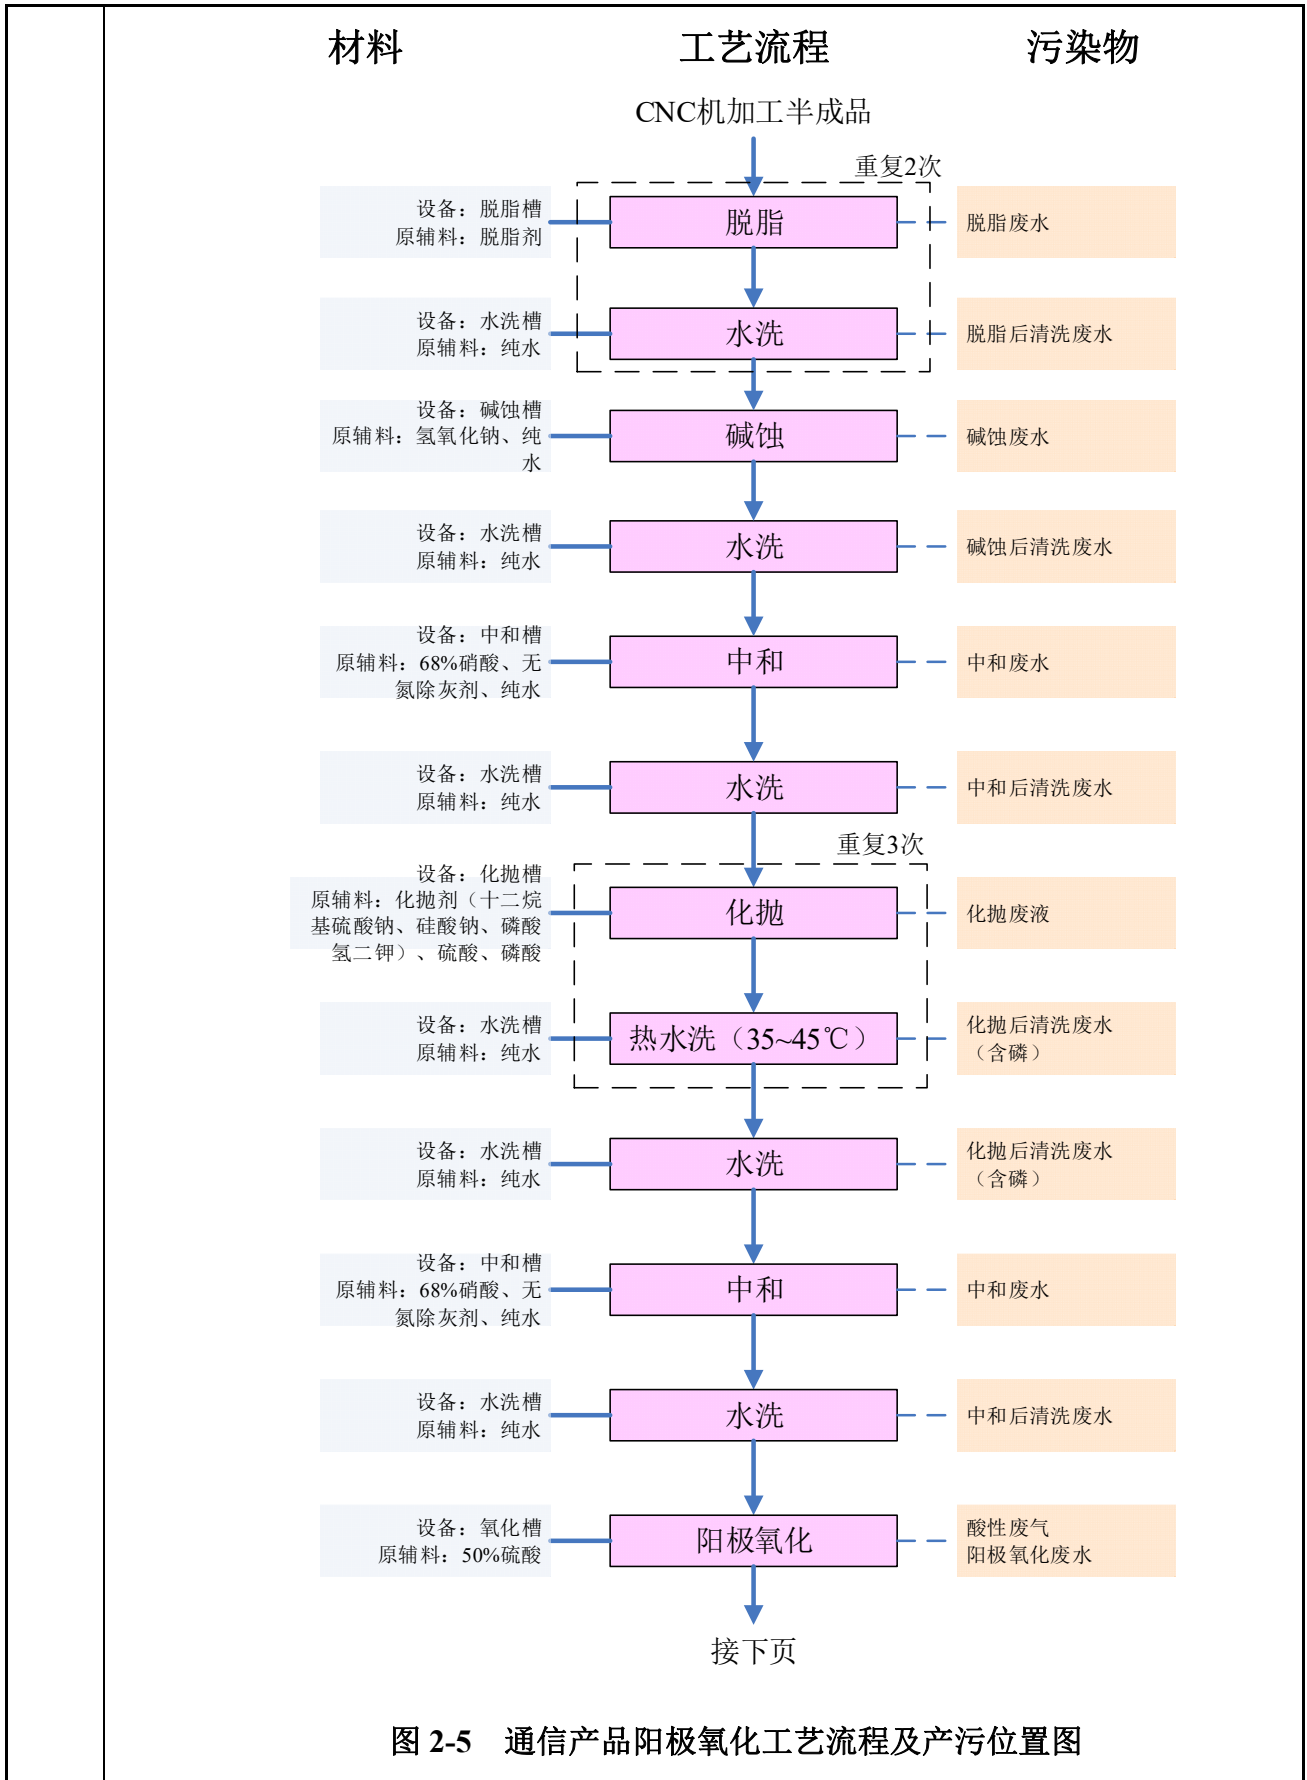 材料 工艺流程 污染物
CNC机加工半成品
重复2次
设备：脱脂槽
原辅料：脱脂剂
脱脂
脱脂废水
设备：水洗槽
原辅料：纯水
水洗
脱脂后清洗废水
设备：碱蚀槽
原辅料：氢氧化钠、纯
水
碱蚀
碱蚀废水
设备：水洗槽
原辅料：纯水
水洗
碱蚀后清洗废水
设备：中和槽
原辅料：68%硝酸、无
氮除灰剂、纯水
中和
中和废水
设备：水洗槽
原辅料：纯水
水洗
中和后清洗废水
重复3次
设备：化抛槽
原辅料：化抛剂（十二烷
基硫酸钠、硅酸钠、磷酸
氢二钾）、硫酸、磷酸
化抛
化抛废液
设备：水洗槽
原辅料：纯水
热水洗（35~45℃）
化抛后清洗废水
（含磷）
设备：水洗槽
原辅料：纯水
水洗
化抛后清洗废水
（含磷）
设备：中和槽
原辅料：68%硝酸、无
氮除灰剂、纯水
中和
中和废水
设备：水洗槽
原辅料：纯水
水洗
中和后清洗废水
设备：氧化槽
原辅料：50%硫酸
阳极氧化
酸性废气
阳极氧化废水
接下页
图 2-5 通信产品阳极氧化工艺流程及产污位置图